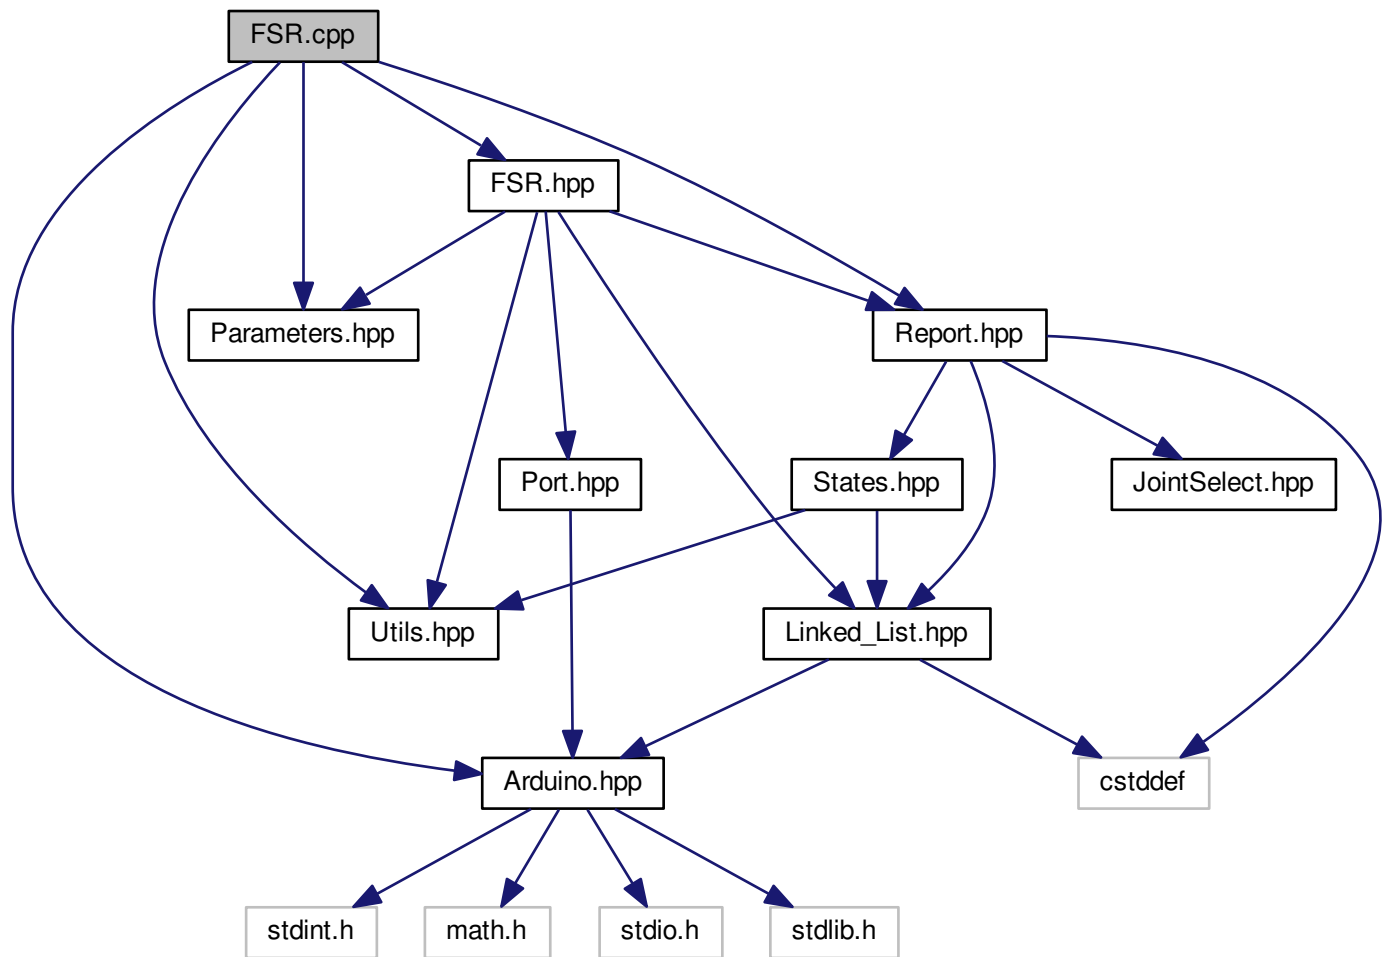 FSR.cpp
FSR.hpp
Parameters.hpp
Report.hpp
Port.hpp
States.hpp
JointSelect.hpp
Utils.hpp
Linked_List.hpp
Arduino.hpp
cstddef
stdint.h
math.h
stdio.h
stdlib.h